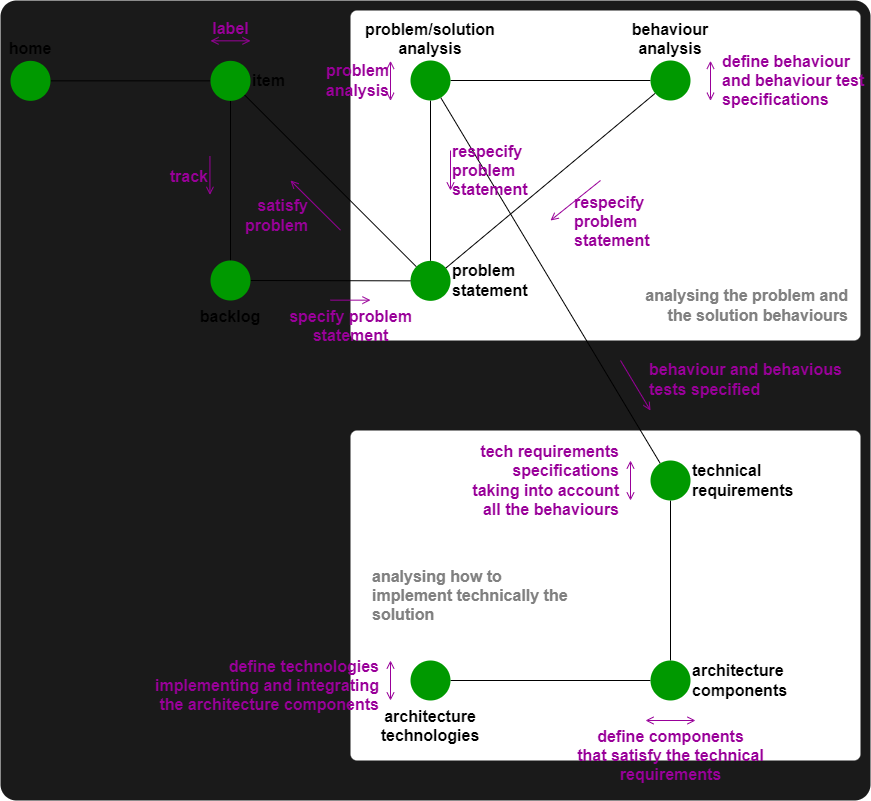 label
home
item
problem/solution
analysis
behaviour
analysis
problem
analysis
define behaviour
and behaviour test
specifications
track
satisfy
problem
respecify
problem
statement
respecify
problem
statement
problem
statement
backlog
specify problem
statement
analysing the problem and
the solution behaviours
behaviour and behavious
tests specified
tech requirements
specifications
taking into account
all the behaviours
technical
requirements
analysing how to
implement technically the
solution
define technologies
implementing and integrating
the architecture components
architecture
technologies
architecture
components
define components
that satisfy the technical
requirements